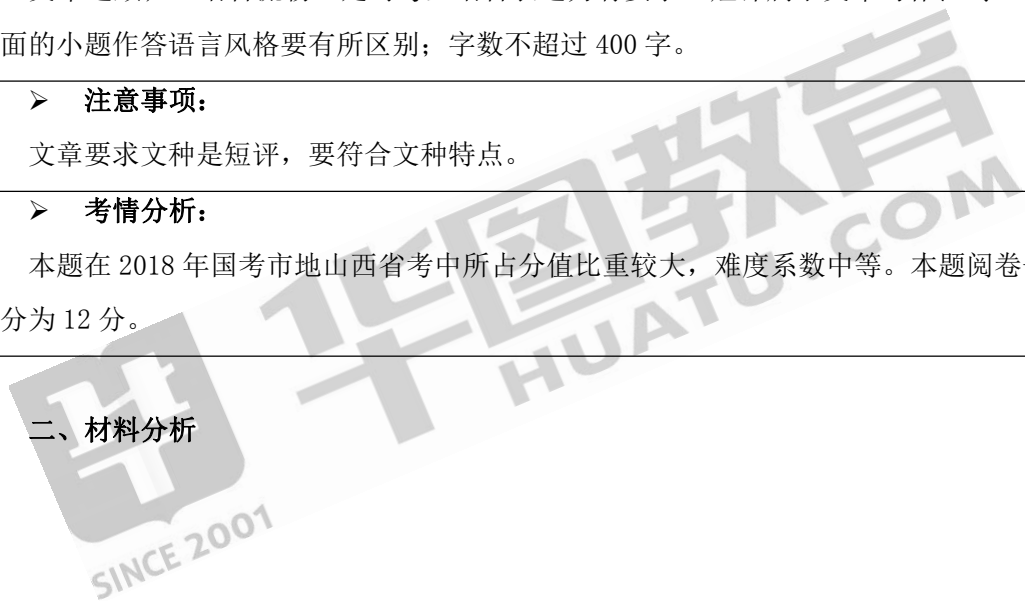 面的小题作答语言风格要有所区别；字数不超过 400 字。
➢ 注意事项：
文章要求文种是短评，要符合文种特点。
➢ 考情分析：
本题在 2018 年国考市地山西省考中所占分值比重较大，难度系数中等。本题阅卷
分为 12 分。
二、材料分析
华图教育
HUATU.COM
SINCE 2001